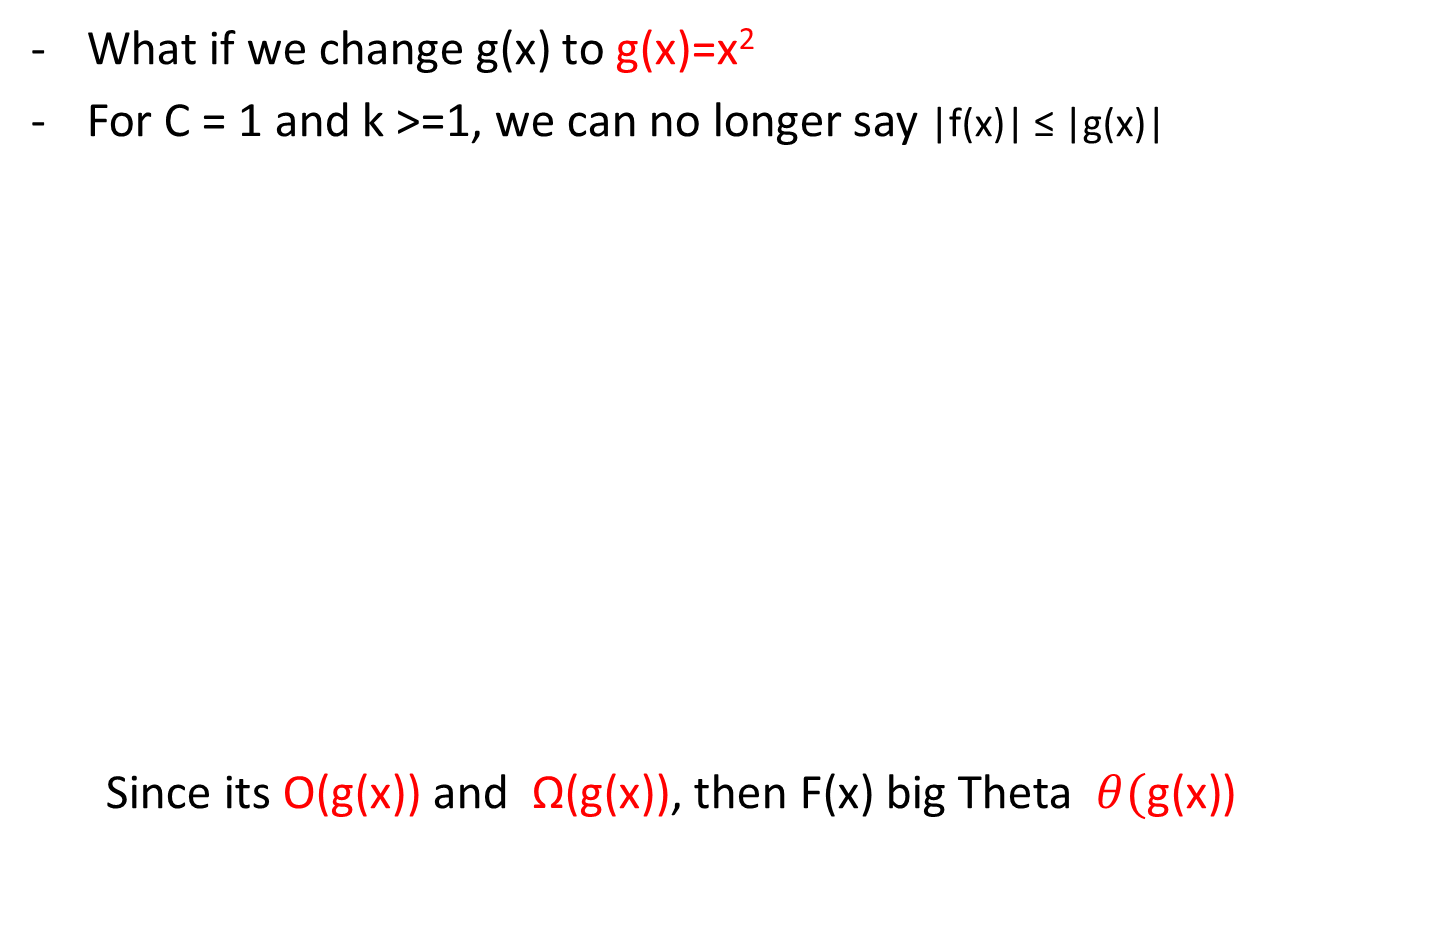 - What if we change g(x) to g(x)=x²
- For C = 1 and k >=1, we can no longer say |f(x)| ≤ |g(x)|
Since its O(g(x)) and Ω(g(x)), then F(x) big Theta θ(g(x))